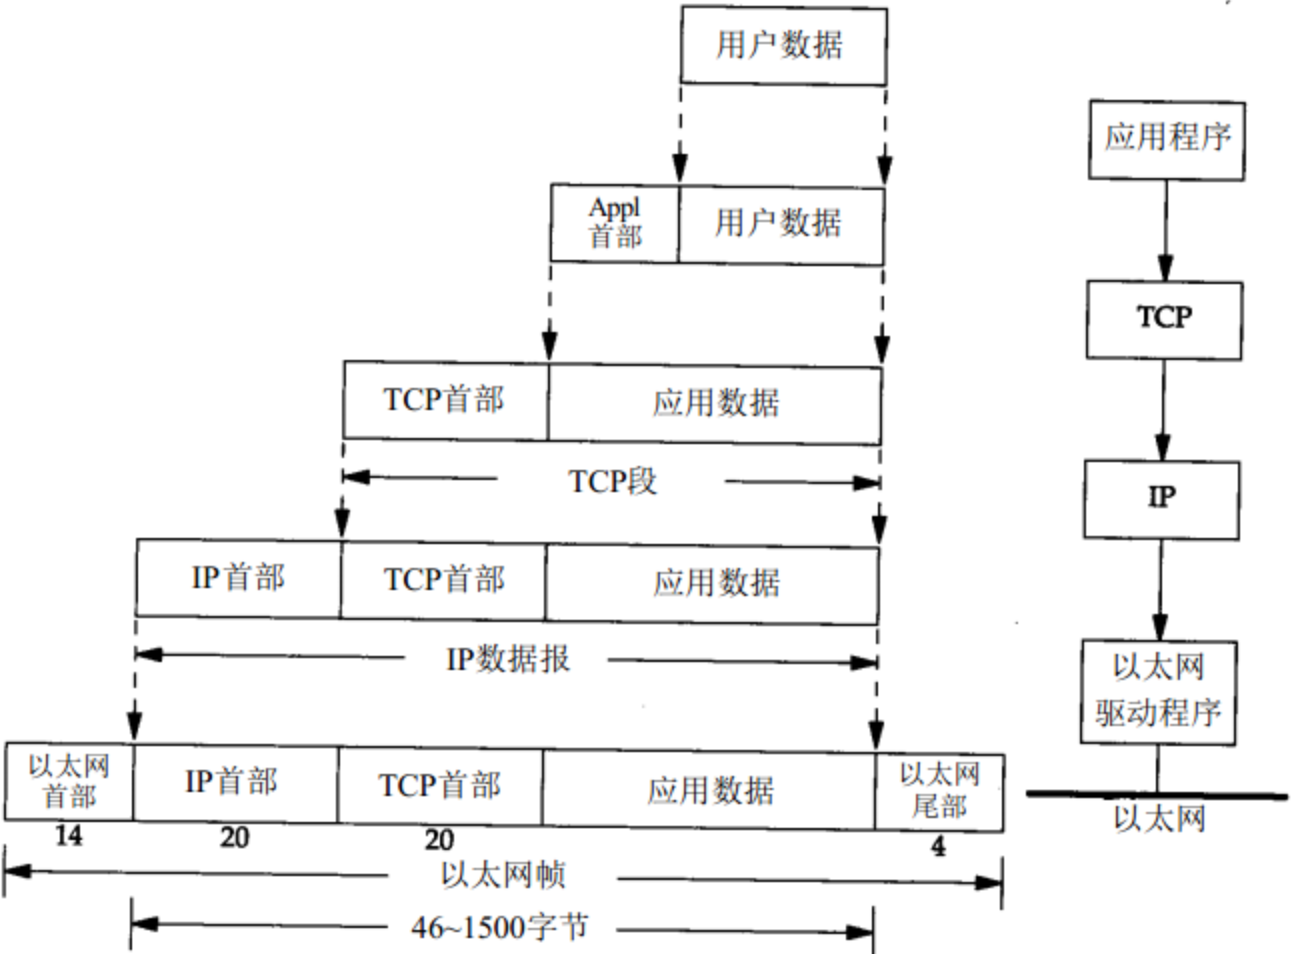 用户数据
应用程序
Appl
首部
用户数据
TCP
TCP首部
应用数据
TCP段
IP
IP首部
TCP首部
应用数据
IP数据报
以太网
驱动程序
以太网
首部
IP首部
TCP首部
应用数据
以太网
尾部
以太网
14
20
20
4
以太网帧
46~1500字节